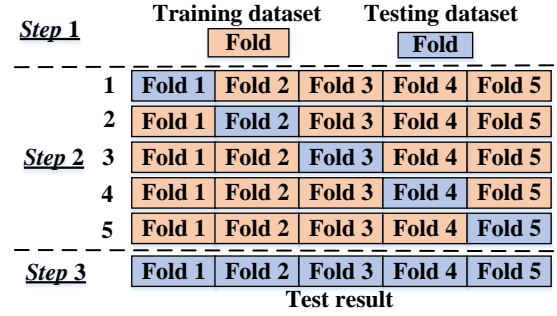 Training dataset Testing dataset
Step 1 Fold Fold
1 Fold 1 Fold 2 Fold 3 Fold 4 Fold 5
2 Fold 1 Fold 2 Fold 3 Fold 4 Fold 5
Step 2 3 Fold 1 Fold 2 Fold 3 Fold 4 Fold 5
4 Fold 1 Fold 2 Fold 3 Fold 4 Fold 5
5 Fold 1 Fold 2 Fold 3 Fold 4 Fold 5
Step 3 Fold 1 Fold 2 Fold 3 Fold 4 Fold 5
Test result